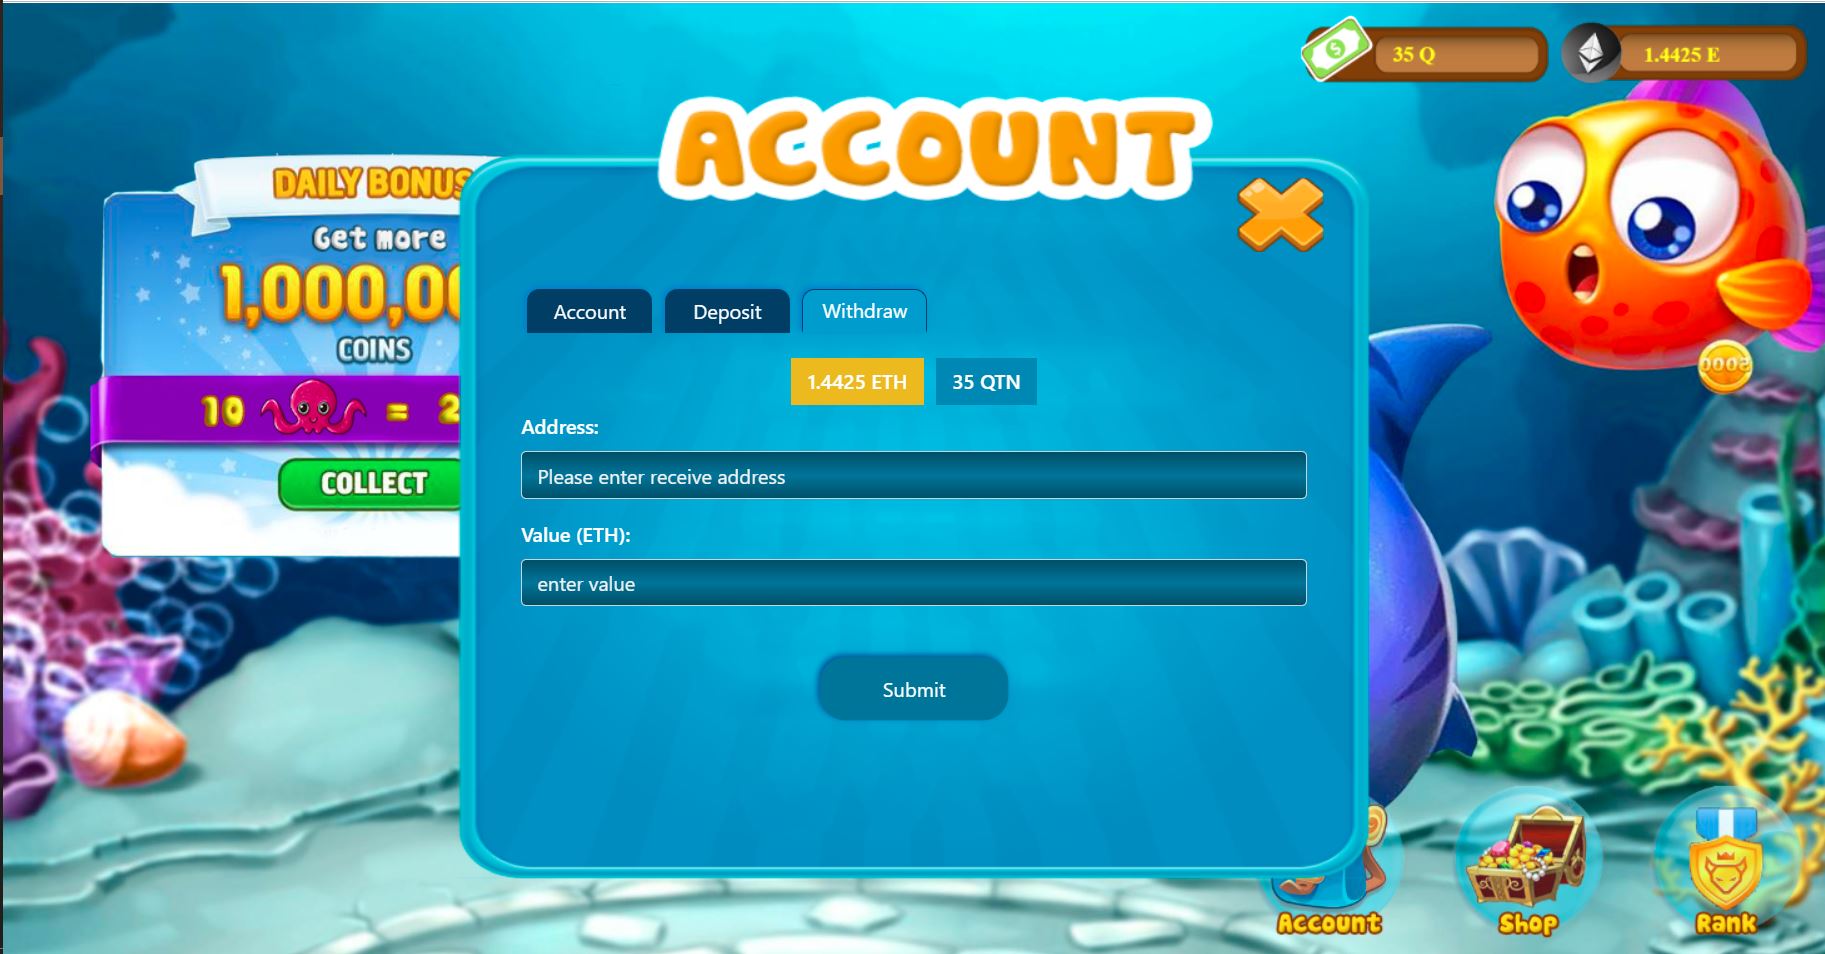 35 Q
1.4425 E
ACCOUNT
DAILY BONUS
Get more
1,000,00
COINS
10 = 2
COLLECT
Account Deposit Withdraw
1.4425 ETH 35 QTN
Address:
Please enter receive address
Value (ETH):
enter value
Submit
Account
Shop
Rank